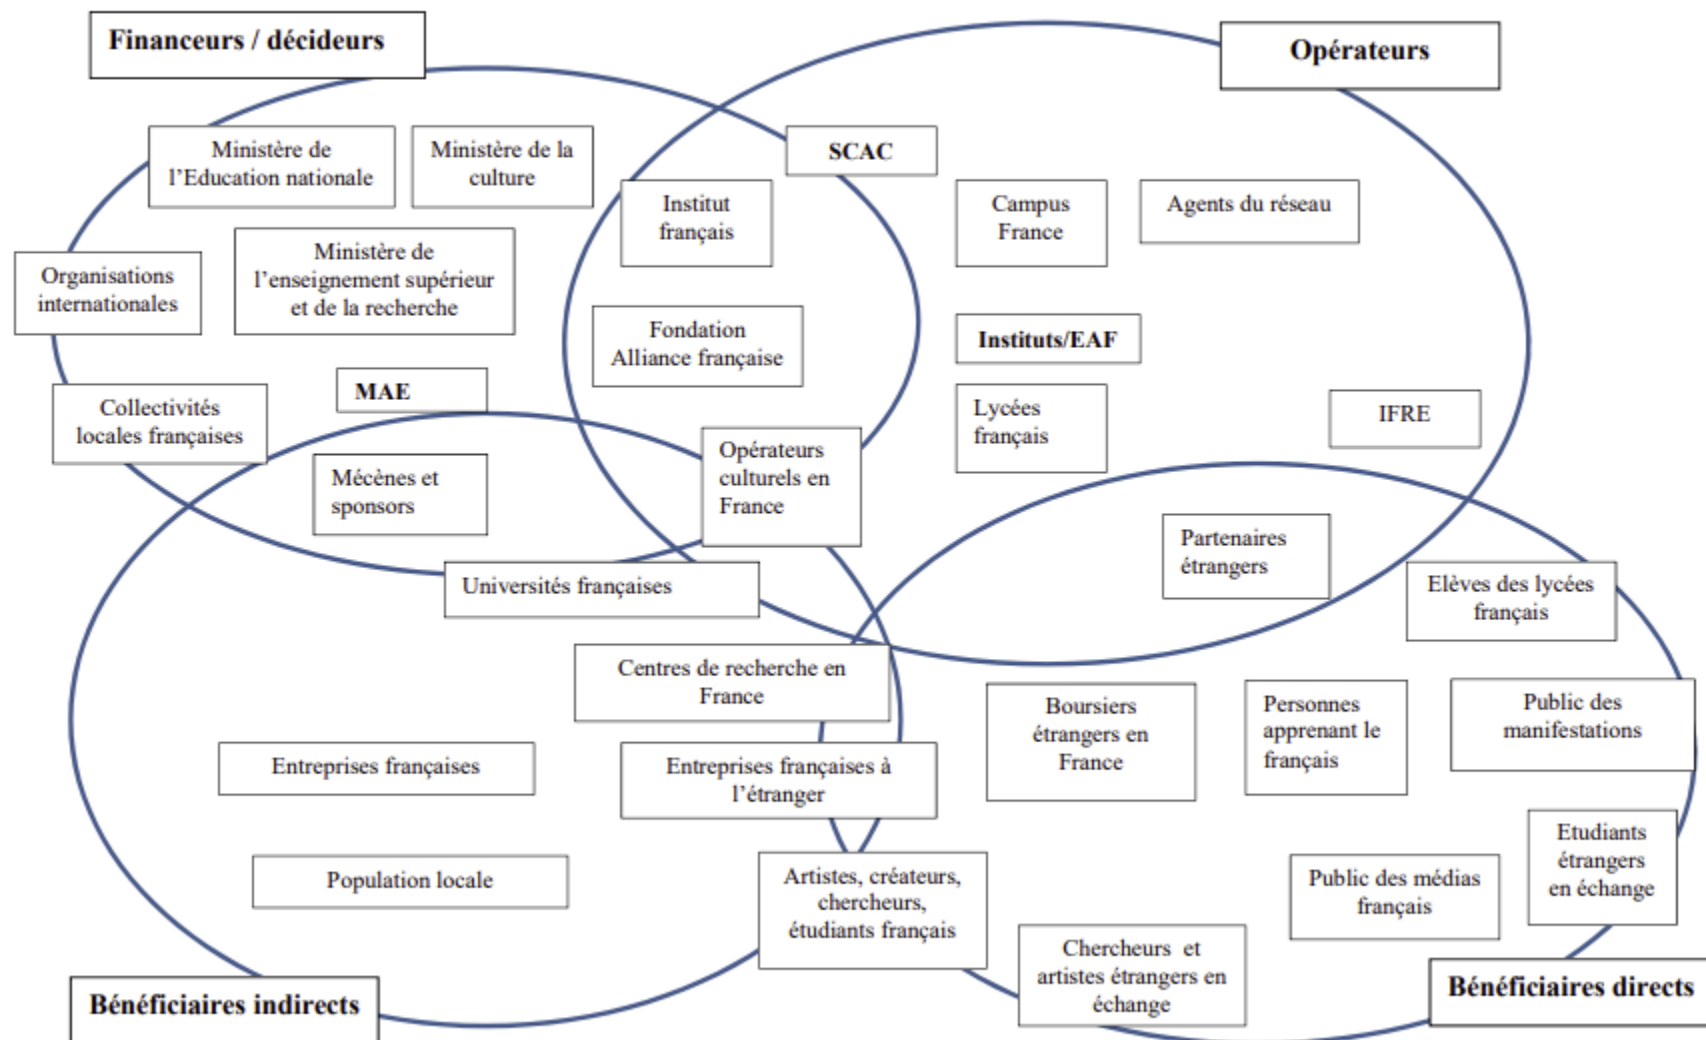 Financeurs / décideurs
Opérateurs
Ministère de
l'Education nationale
Ministère de la
culture
SCAC
Institut
français
Campus
France
Agents du réseau
Organisations
internationales
Ministère de
l'enseignement supérieur
et de la recherche
Fondation
Alliance française
Instituts/EAF
MAE
Collectivités
locales françaises
Lycées
français
IFRE
Mécènes et
sponsors
Opérateurs
culturels en
France
Partenaires
étrangers
Universités françaises
Elèves des lycées
français
Centres de recherche en
France
Boursiers
étrangers en
France
Personnes
apprenant le
français
Public des
manifestations
Entreprises françaises
Entreprises françaises à
l'étranger
Etudiants
étrangers
en échange
Population locale
Artistes, créateurs,
chercheurs,
étudiants français
Public des médias
français
Chercheurs et
artistes étrangers en
échange
Bénéficiaires indirects
Bénéficiaires directs